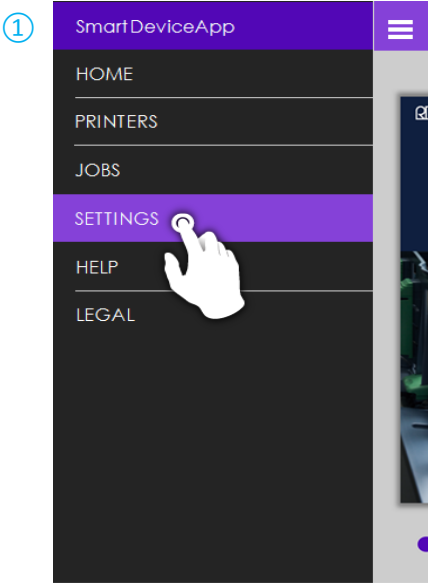 ①
SmartDeviceApp
HOME
PRINTERS
JOBS
SETTINGS
HELP
LEGAL